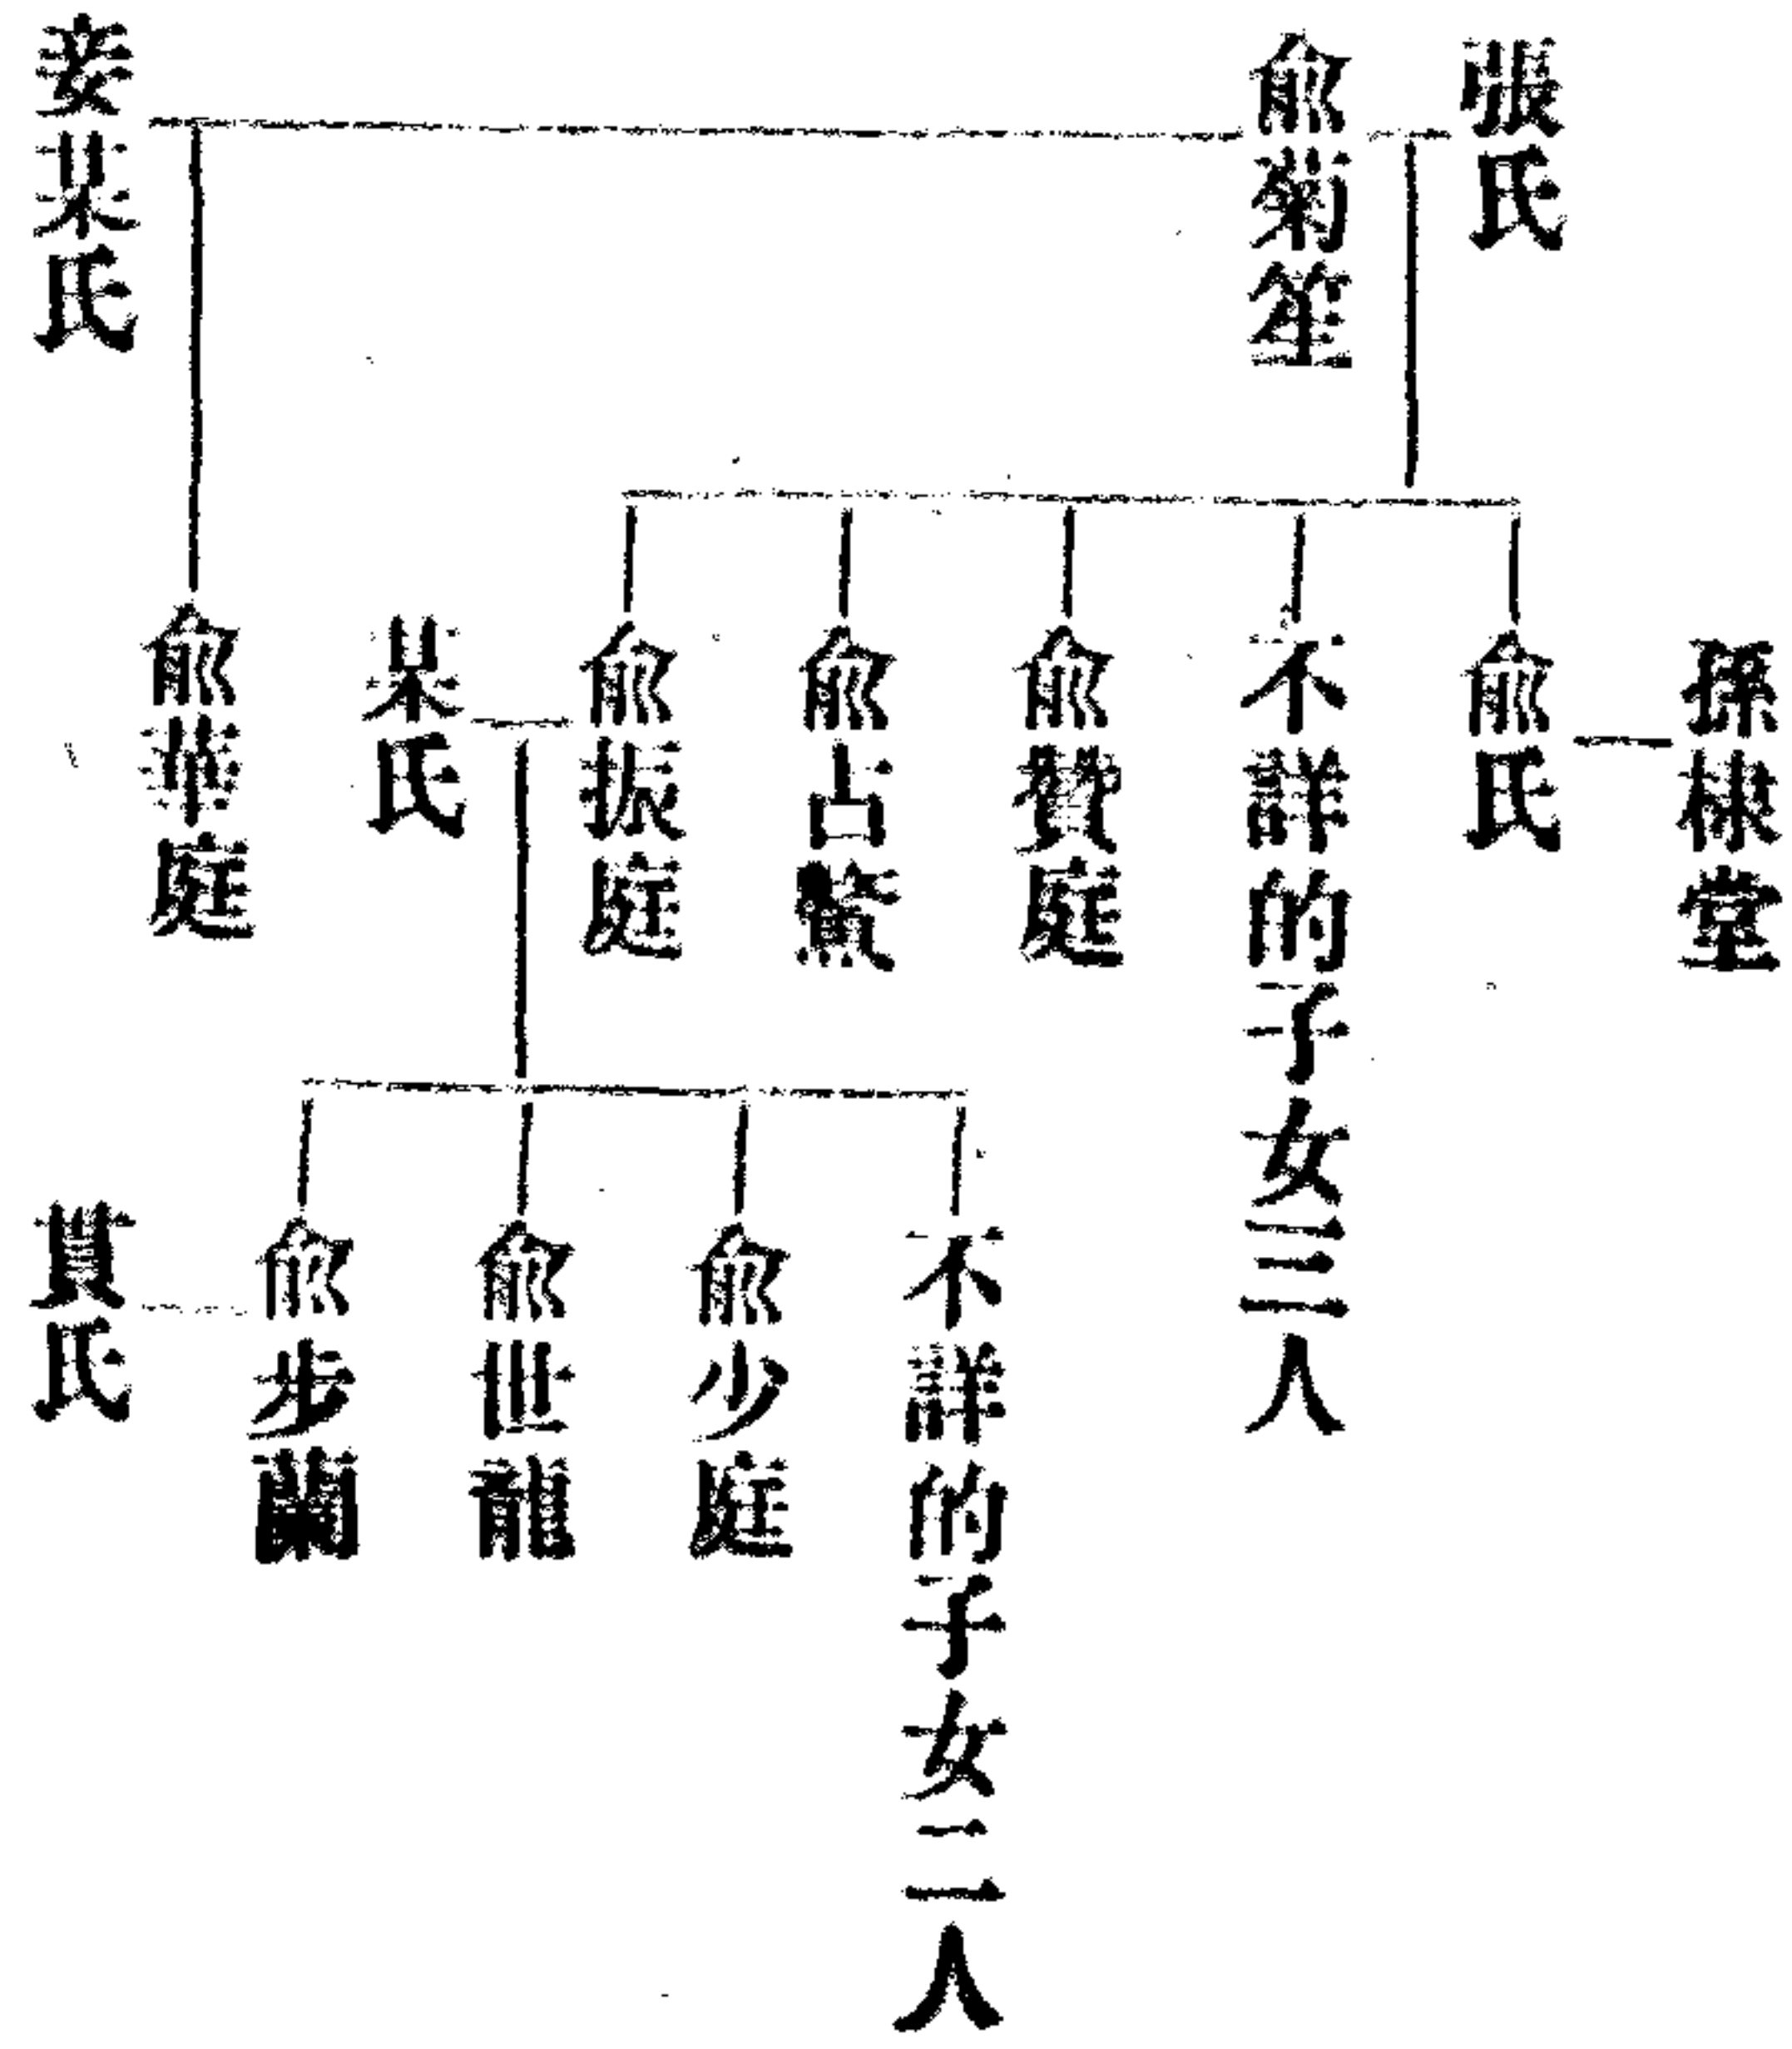 張氏
俞菊笙
妾某氏
孫棣堂
俞氏
不詳的子女三人
俞贊庭
俞占鰲
俞振庭
某氏
俞華庭
不詳的子女二人
俞少庭
俞世龍
俞步蘭
黃氏